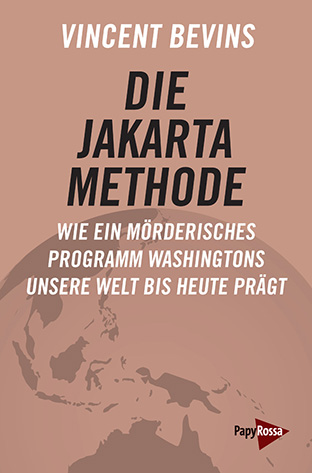 VINCENT BEVINS
DIE
JAKARTA
METHODE
WIE EIN MÖRDERISCHES
PROGRAMM WASHINGTONS
UNSERE WELT BIS HEUTE PRÄGT
PapyRossa